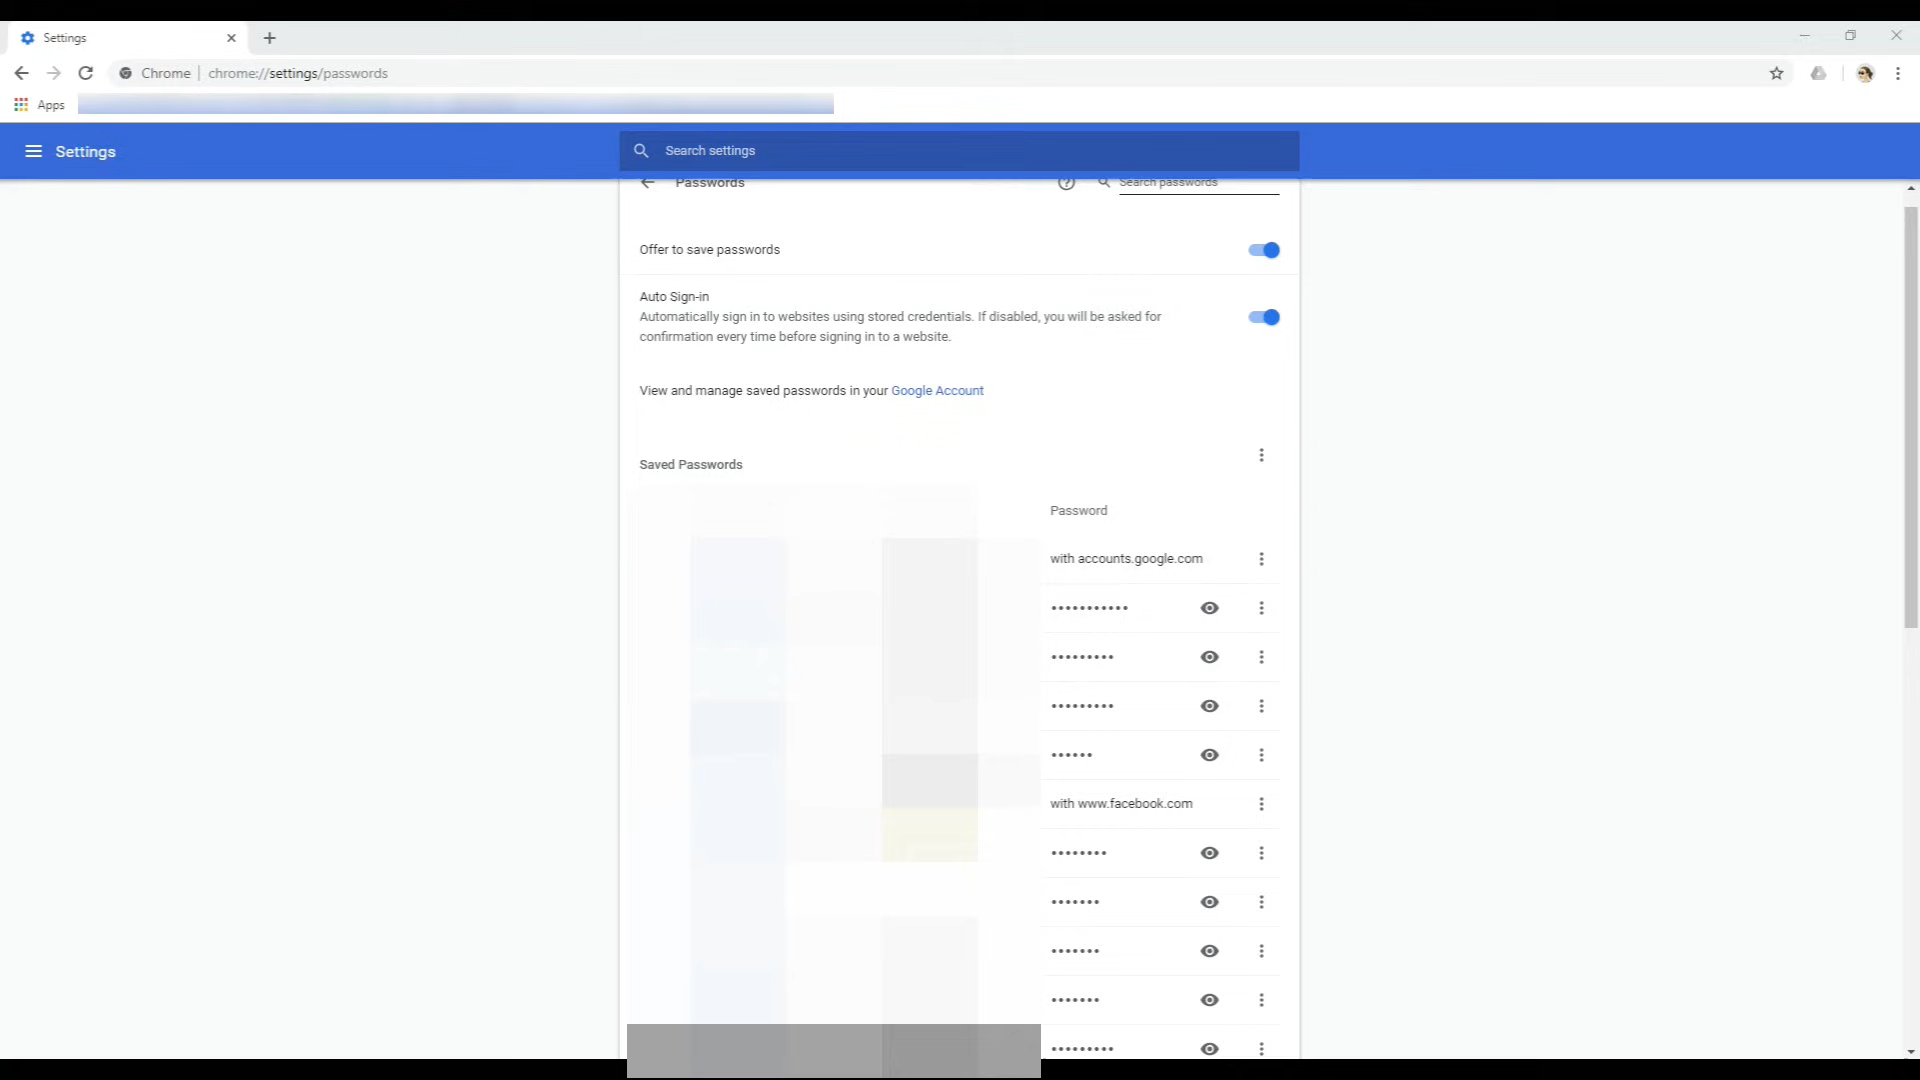 Settings
Chrome | chrome://settings/passwords
Apps
Settings
Search settings
Passwords
Search passwords
Offer to save passwords
Auto Sign-in
Automatically sign in to websites using stored credentials. If disabled, you will be asked for
confirmation every time before signing in to a website.
View and manage saved passwords in your Google Account
Saved Passwords
Password
with accounts.google.com
•••••••••••
•••••••••
•••••••••
••••••
with www.facebook.com
••••••••
•••••••
•••••••
•••••••
•••••••••